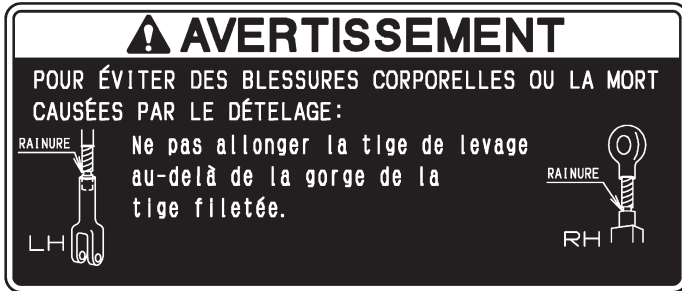 AVERTISSEMENT
POUR ÉVITER DES BLESSURES CORPORELLES OU LA MORT
CAUSÉES PAR LE DÉTELAGE:
RAINURE
Ne pas allonger la tige de levage
au-delà de la gorge de la
tige filetée.
LH
RAINURE
RH